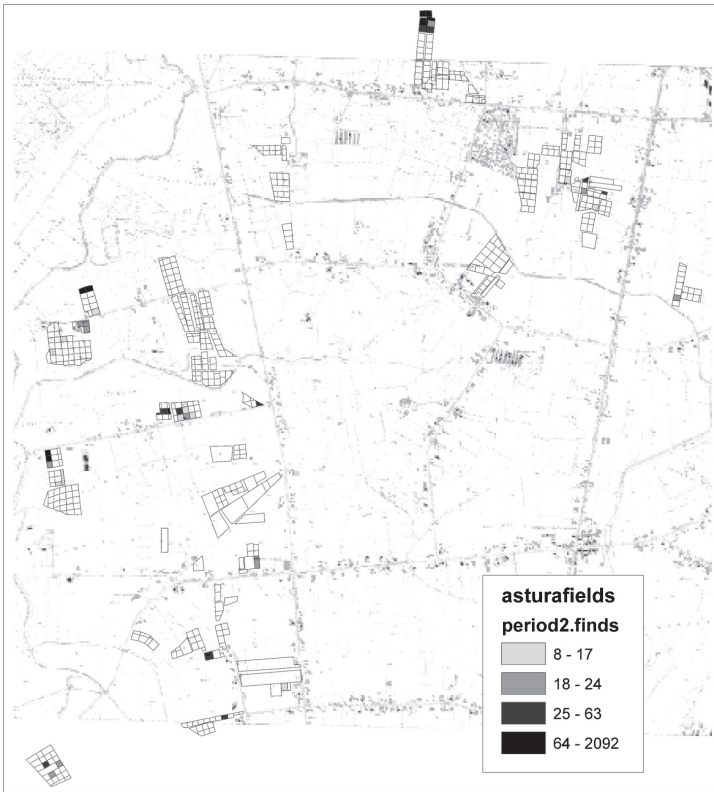 asturafields
period2.finds
8 - 17
18 - 24
25 - 63
64 - 2092